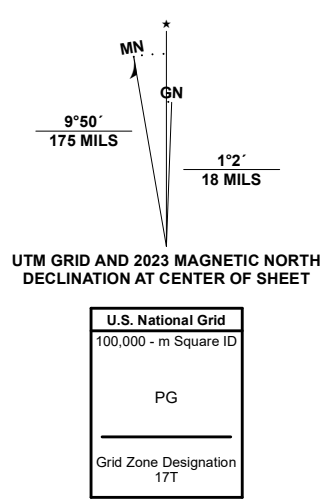 ★
MN
GN
9°50´
175 MILS
1°2´
18 MILS
UTM GRID AND 2023 MAGNETIC NORTH
DECLINATION AT CENTER OF SHEET
U.S. National Grid
100,000 - m Square ID
PG
Grid Zone Designation
17T